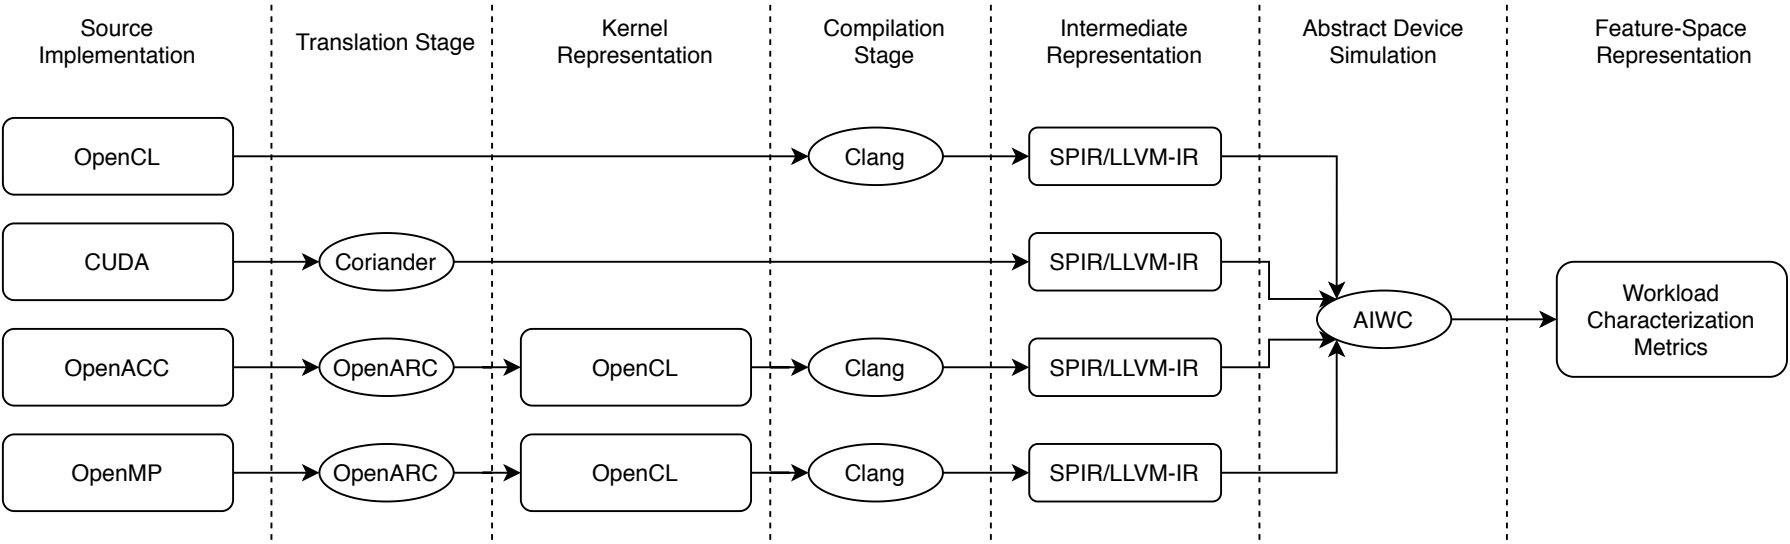 Source
Implementation
Translation Stage
Kernel
Representation
Compilation
Stage
Intermediate
Representation
Abstract Device
Simulation
Feature-Space
Representation
OpenCL
Clang
SPIR/LLVM-IR
CUDA
Coriander
SPIR/LLVM-IR
OpenACC
OpenARC
OpenCL
Clang
SPIR/LLVM-IR
OpenMP
OpenARC
OpenCL
Clang
SPIR/LLVM-IR
AIWC
Workload
Characterization
Metrics